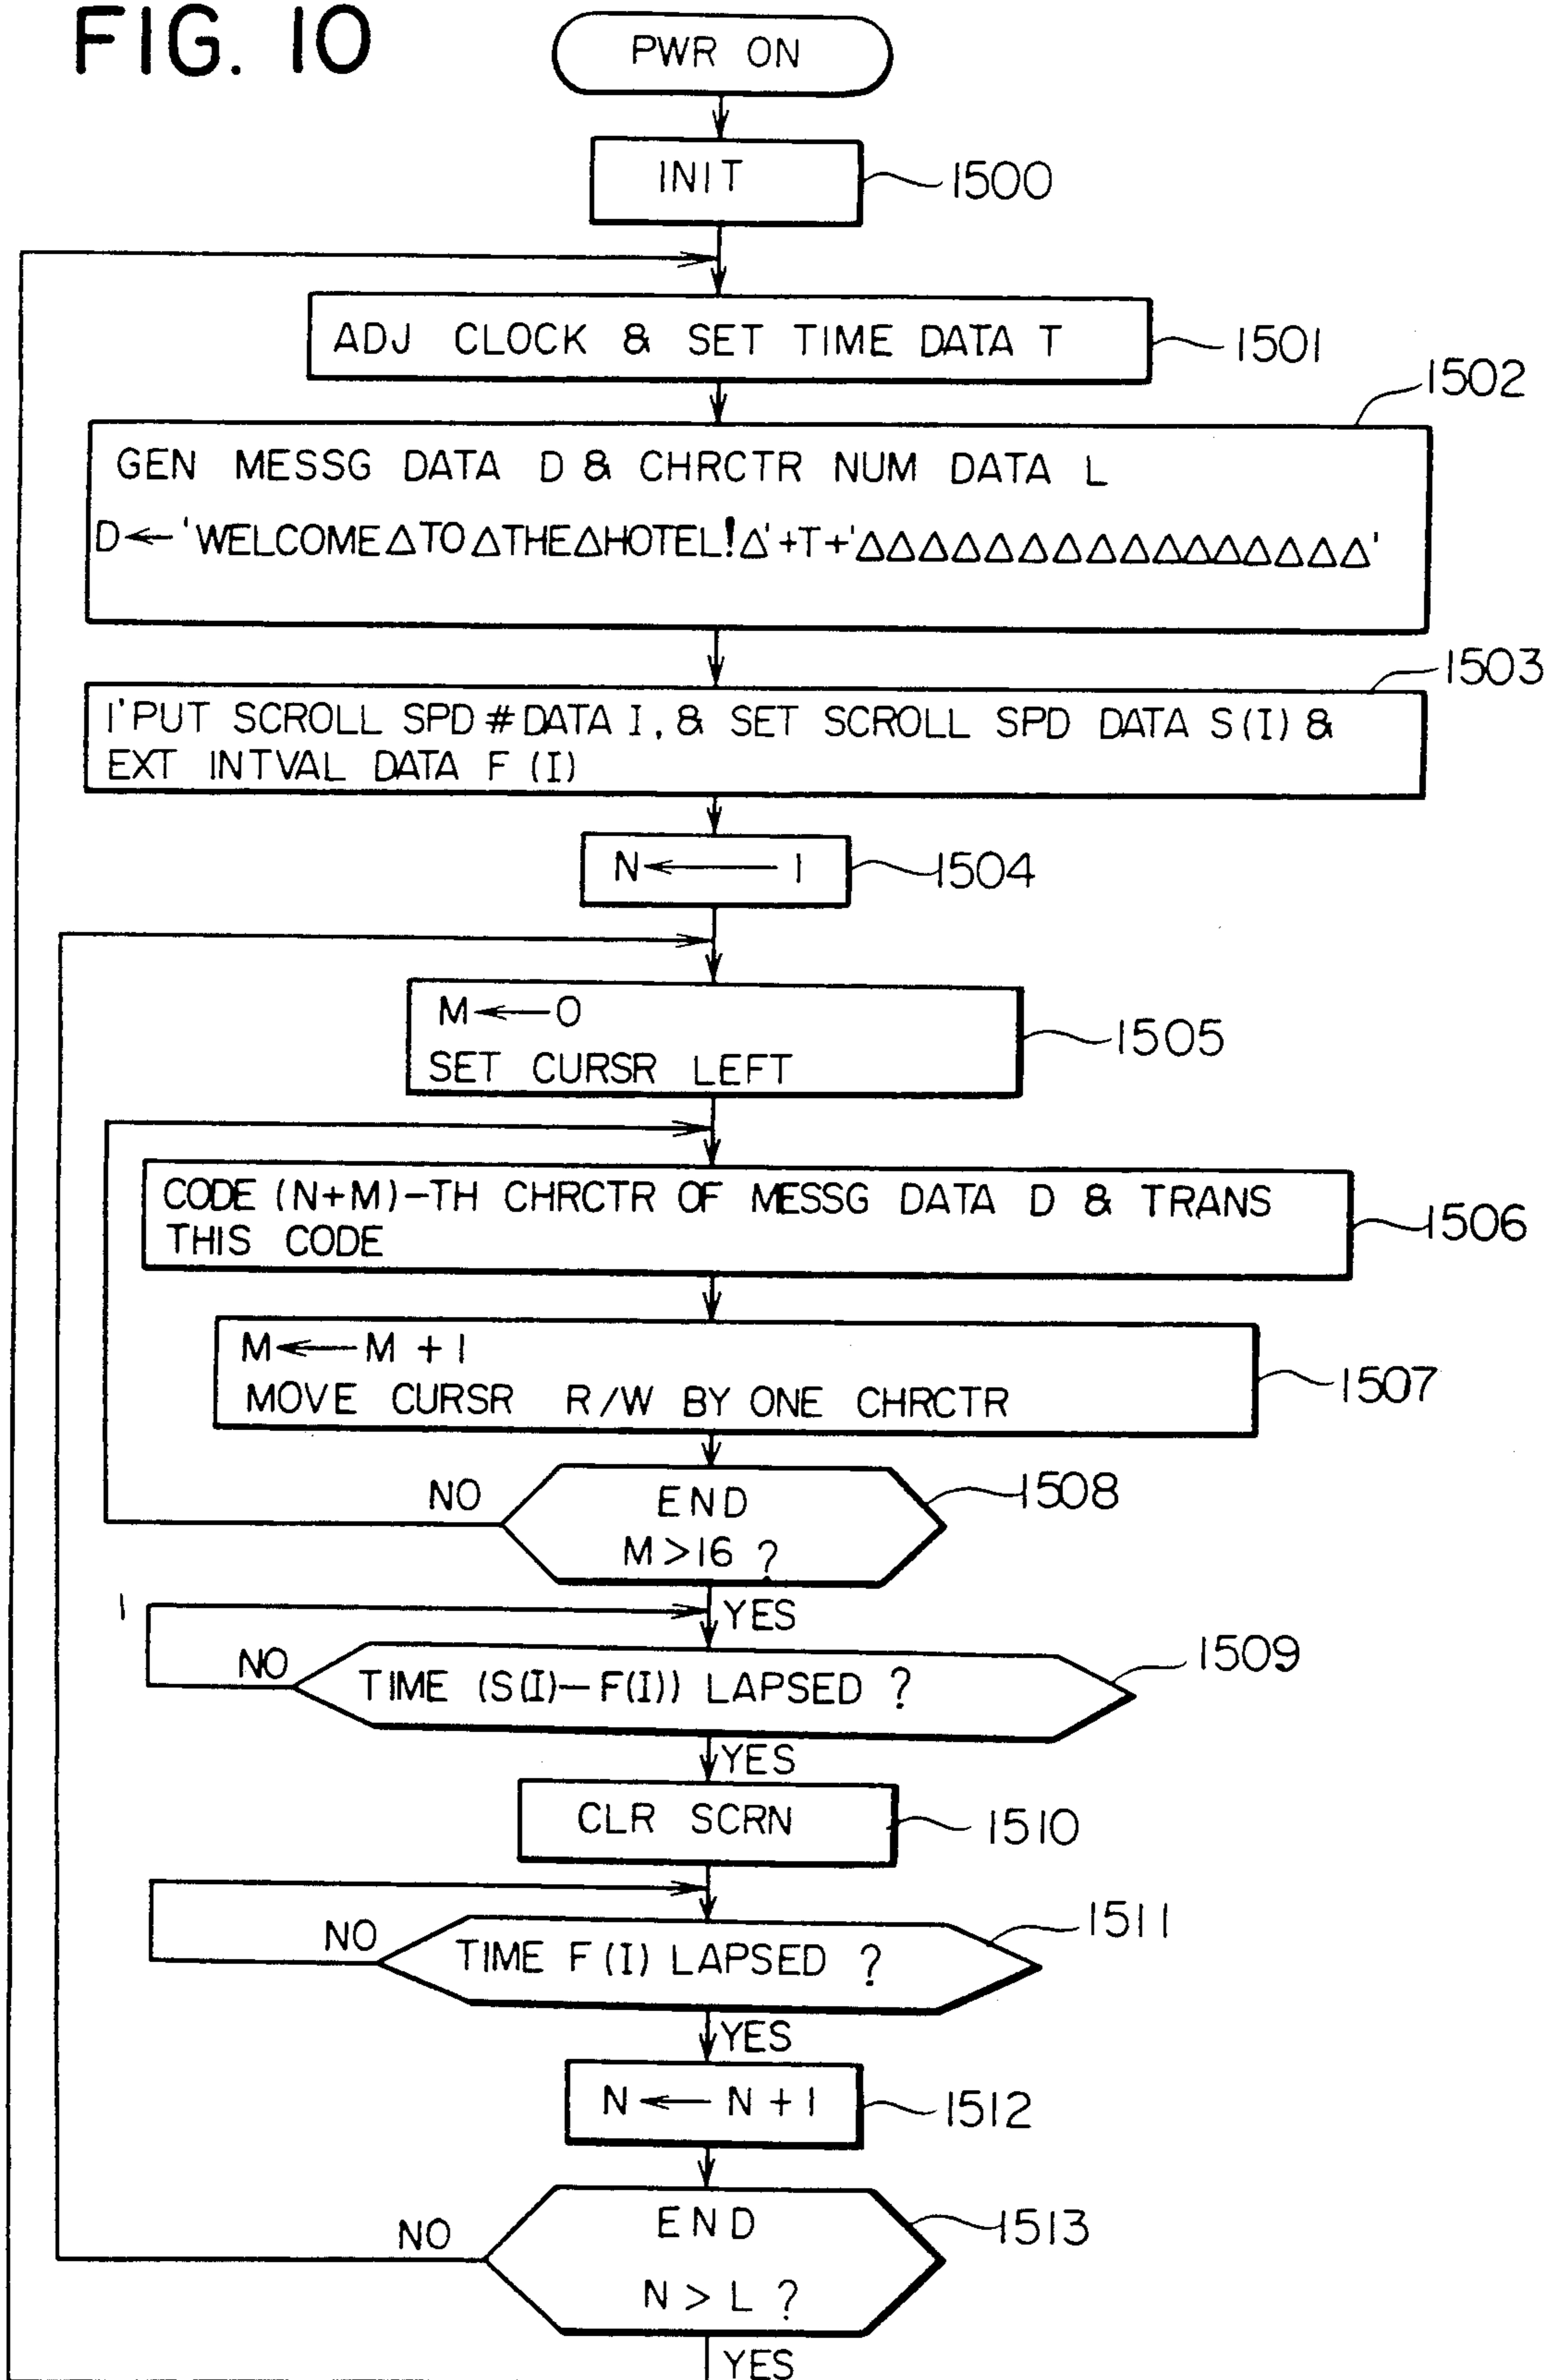 FIG. 10
PWR ON
INIT
1500
ADJ CLOCK & SET TIME DATA T
1501
1502
GEN MESSG DATA D & CHRCTR NUM DATA L
D←'WELCOMEΔTOΔTHEΔHOTEL!Δ'+T+'ΔΔΔΔΔΔΔΔΔΔΔΔΔΔΔΔ'
1503
I'PUT SCROLL SPD #DATA I, & SET SCROLL SPD DATA S(I) &
EXT INTVAL DATA F (I)
N←1
1504
M←0
SET CURSR LEFT
1505
CODE (N+M)-TH CHRCTR OF MESSG DATA D & TRANS
THIS CODE
1506
M←M+1
MOVE CURSR R/W BY ONE CHRCTR
1507
NO
END
M>16 ?
1508
YES
NO
TIME (S(I)-F(I)) LAPSED ?
1509
YES
CLR SCRN
1510
NO
TIME F(I) LAPSED ?
1511
YES
N←N+1
1512
NO
END
N>L ?
1513
YES